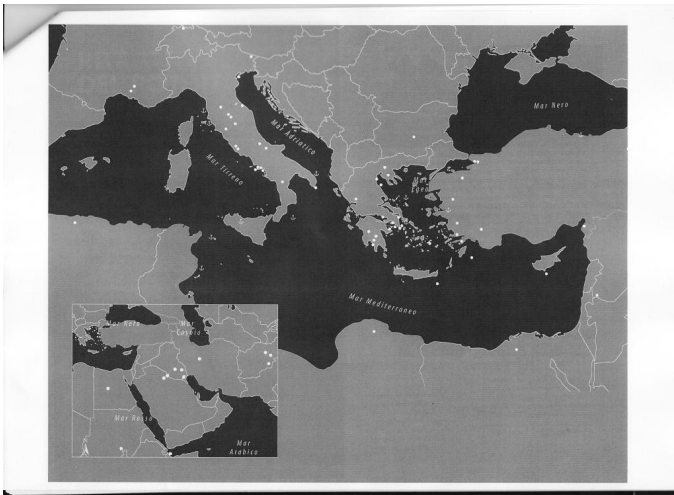 Mar Nero
Mar Adriatico
Mar Tirreno
Mar
Egeo
Mar Mediterraneo
Mar Nero
Mar
Caspio
Mar Rosso
Mar
Arabico